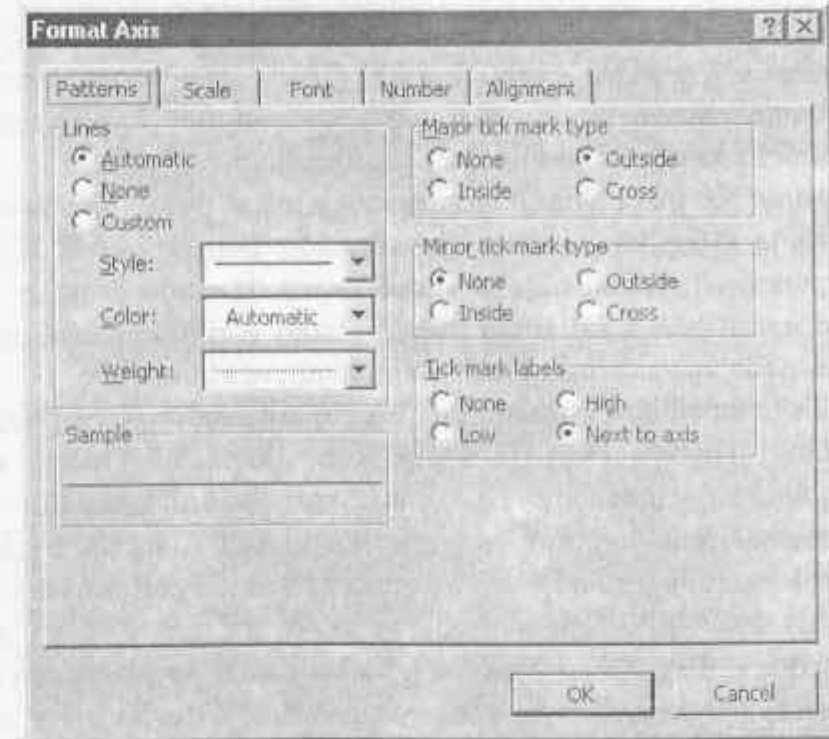 Format Axis
Patterns Scale Font Number Alignment
Lines
Automatic
None
Custom
Style:
Color: Automatic
Weight:
Sample
Major tick mark type
None Outside
Inside Cross
Minor tick mark type
None Outside
Inside Cross
Tick mark labels
None High
Low Next to axis
OK Cancel